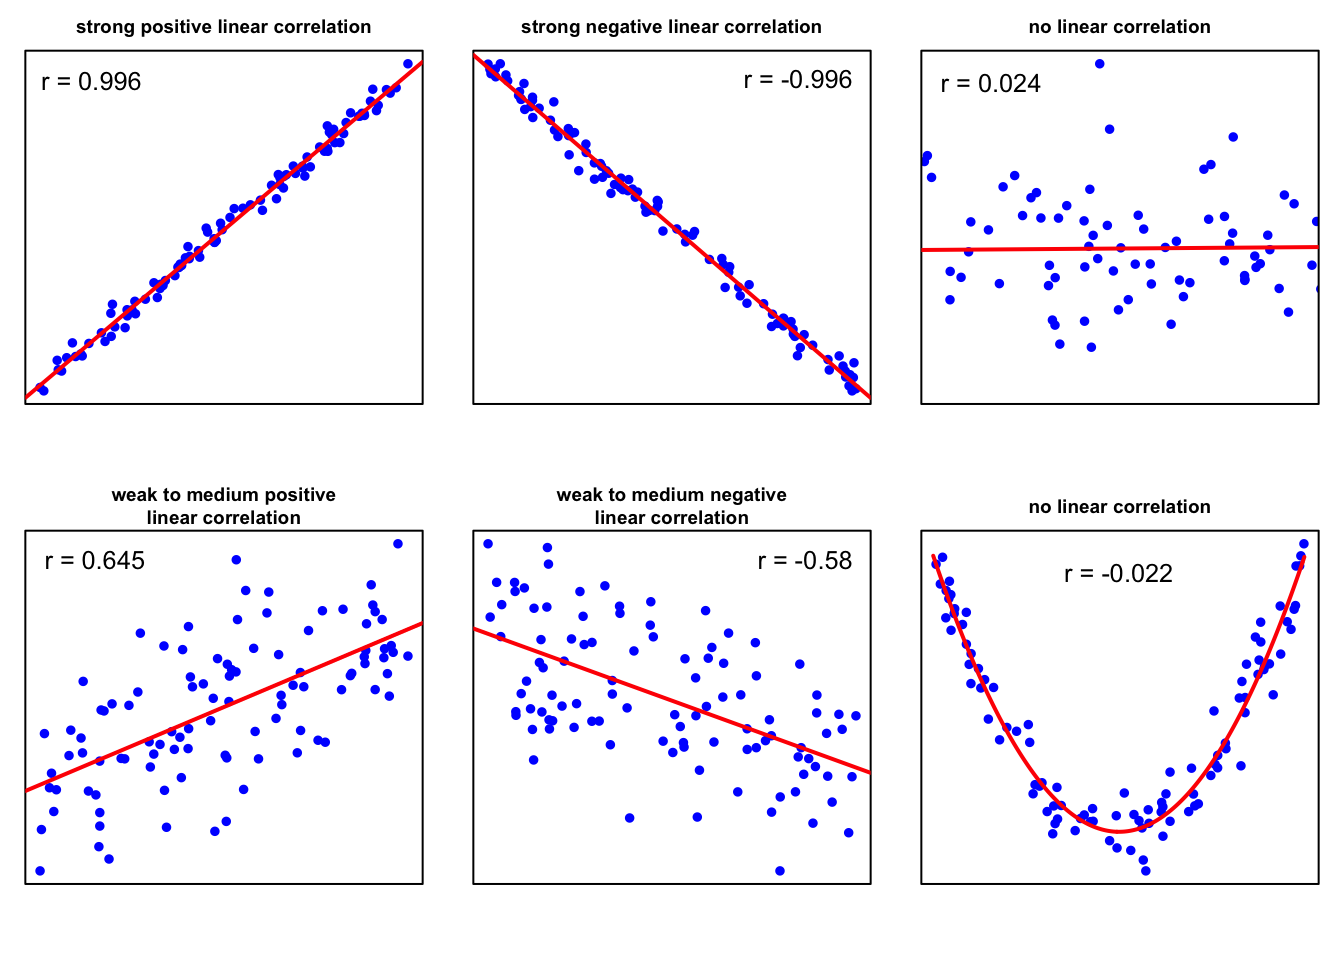 strong positive linear correlation
r = 0.996
strong negative linear correlation
r = -0.996
no linear correlation
r = 0.024
weak to medium positive
linear correlation
r = 0.645
weak to medium negative
linear correlation
r = -0.58
no linear correlation
r = -0.022